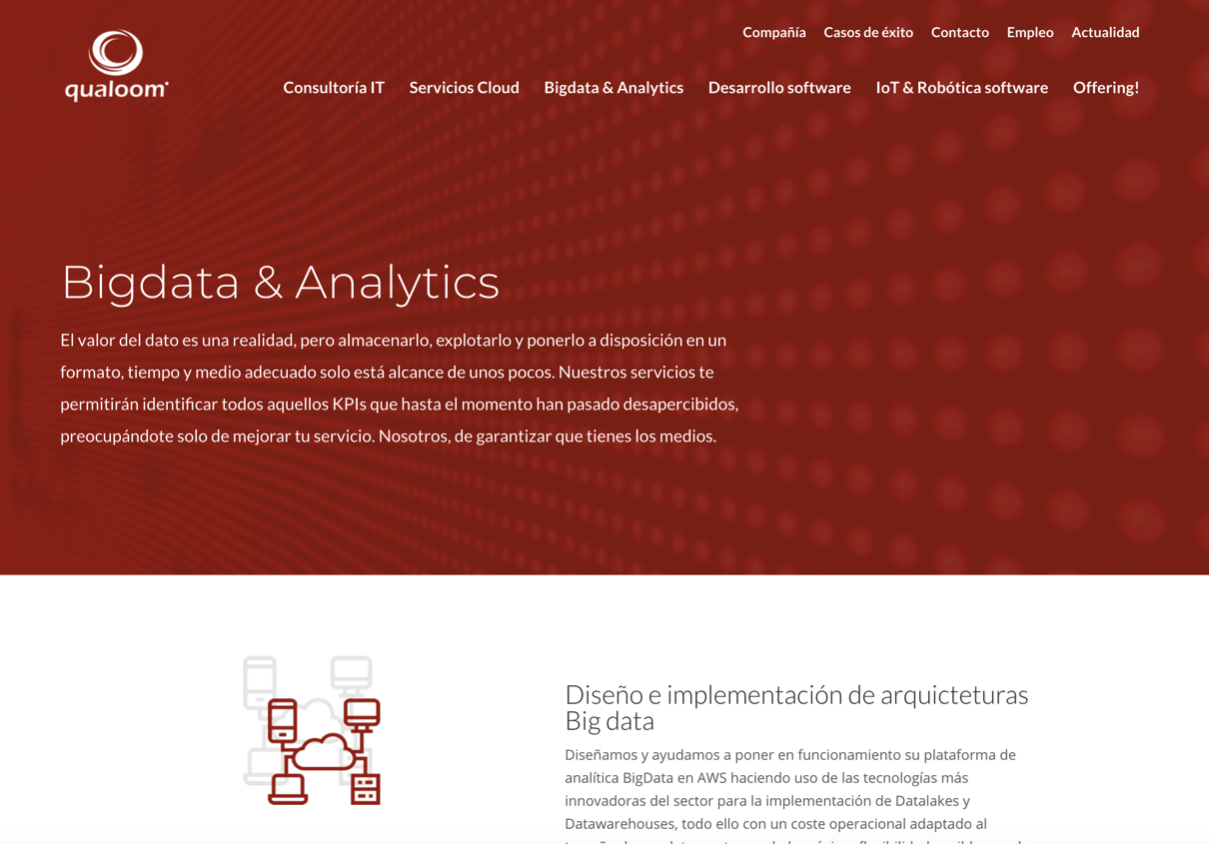 Compañía Casos de éxito Contacto Empleo Actualidad
qualoom
Consultoría IT Servicios Cloud Bigdata & Analytics Desarrollo software IoT & Robótica software Offering!
Bigdata & Analytics
El valor del dato es una realidad, pero almacenarlo, explotarlo y ponerlo a disposición en un
formato, tiempo y medio adecuado solo está alcance de unos pocos. Nuestros servicios te
permitirán identificar todos aquellos KPIs que hasta el momento han pasado desapercibidos,
preocupándote solo de mejorar tu servicio. Nosotros, de garantizar que tienes los medios.
Diseño e implementación de arquicteturas
Big data
Diseñamos y ayudamos a poner en funcionamiento su plataforma de
analítica BigData en AWS haciendo uso de las tecnologías más
innovadoras del sector para la implementación de Datalakes y
Datawarehouses, todo ello con un coste operacional adaptado al